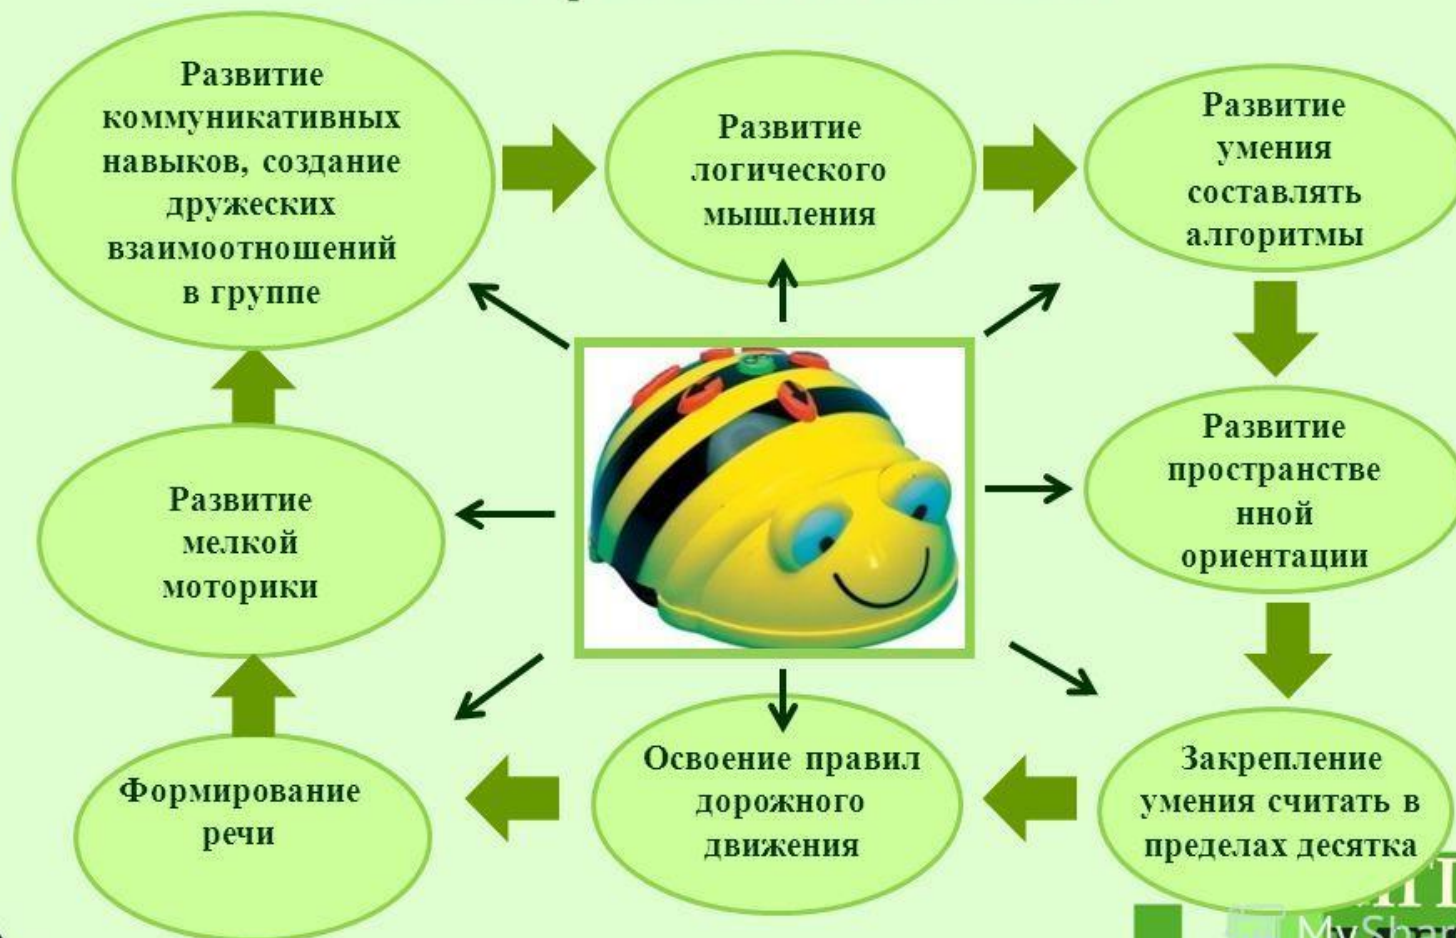 Развитие
коммуникативных
навыков, создание
дружеских
взаимоотношений
в группе
Развитие
логического
мышления
Развитие
умения
составлять
алгоритмы
Развитие
мелкой
моторики
Развитие
пространстве
нной
ориентации
Формирование
речи
Освоение правил
дорожного
движения
Закрепление
умения считать в
пределах десятка
MyShar